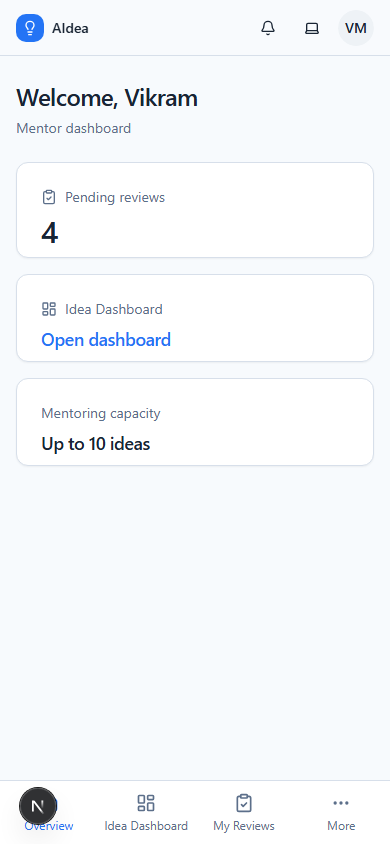 AIdea
VM
Welcome, Vikram
Mentor dashboard
Pending reviews
4
Idea Dashboard
Open dashboard
Mentoring capacity
Up to 10 ideas
N
Overview
Idea Dashboard
My Reviews
More